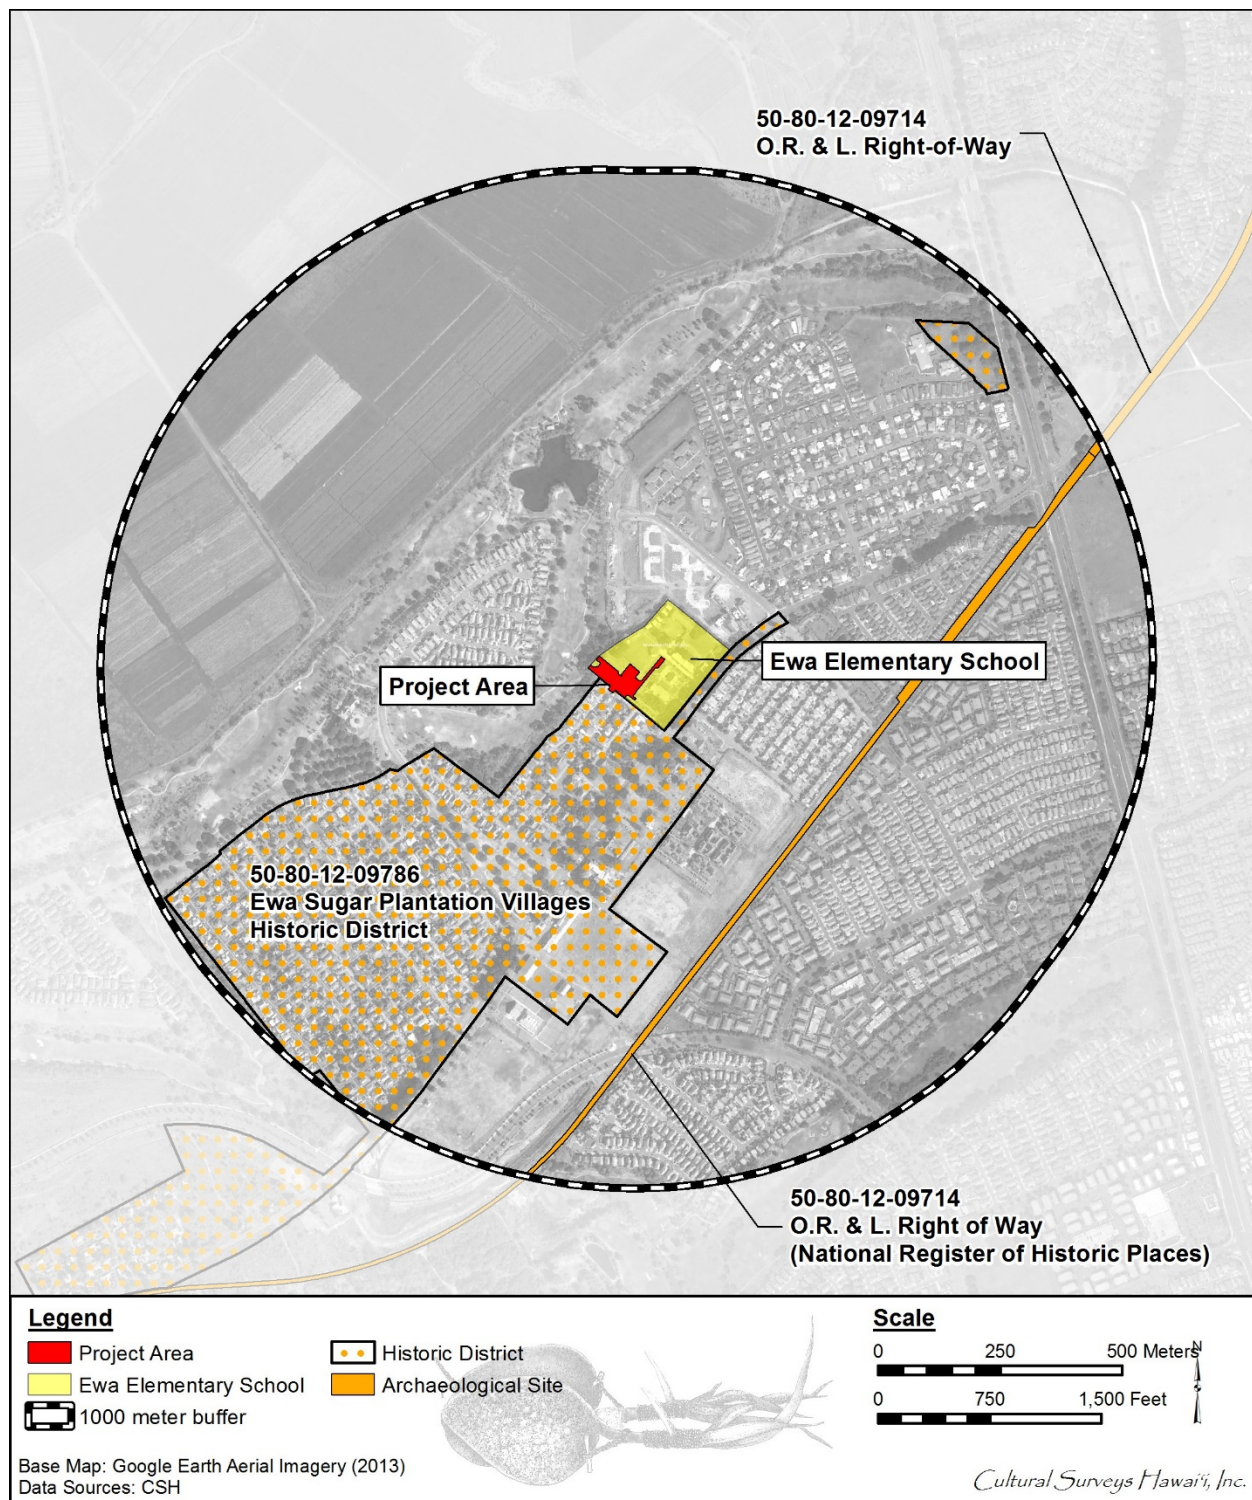 50-80-12-09714
O.R. & L. Right-of-Way
Ewa Elementary School
Project Area
50-80-12-09786
Ewa Sugar Plantation Villages
Historic District
50-80-12-09714
O.R. & L. Right of Way
(National Register of Historic Places)
Legend
Project Area
Ewa Elementary School
1000 meter buffer
Historic District
Archaeological Site
Scale
0 250 500 Meters
0 750 1,500 Feet
N
Base Map: Google Earth Aerial Imagery (2013)
Data Sources: CSH
Cultural Surveys Hawaiʻi, Inc.